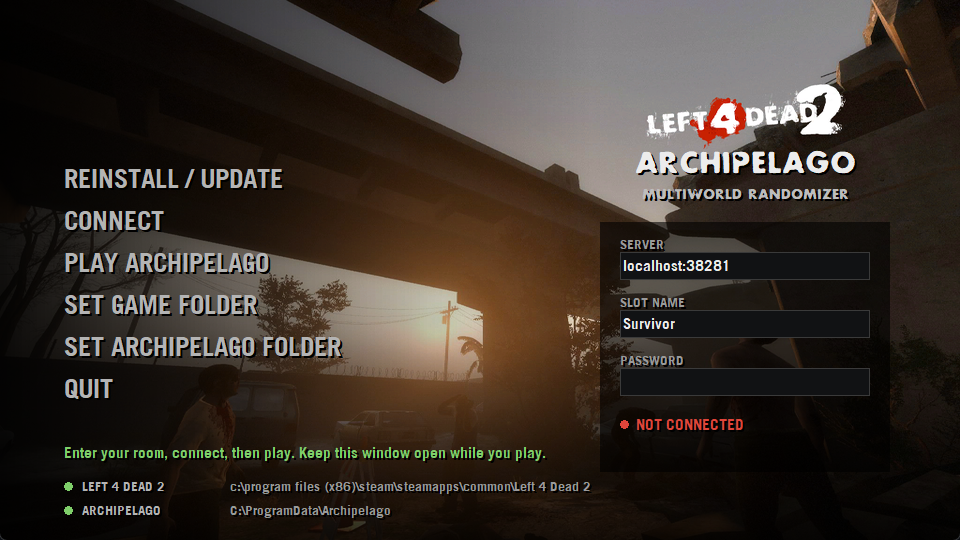 LEFT 4 DEAD 2
ARCHIPELAGO
MULTIWORLD RANDOMIZER
REINSTALL / UPDATE
CONNECT
PLAY ARCHIPELAGO
SET GAME FOLDER
SET ARCHIPELAGO FOLDER
QUIT
SERVER
localhost:38281
SLOT NAME
Survivor
PASSWORD
NOT CONNECTED
Enter your room, connect, then play. Keep this window open while you play.
LEFT 4 DEAD 2 c:\program files (x86)\steam\steamapps\common\Left 4 Dead 2
ARCHIPELAGO C:\ProgramData\Archipelago